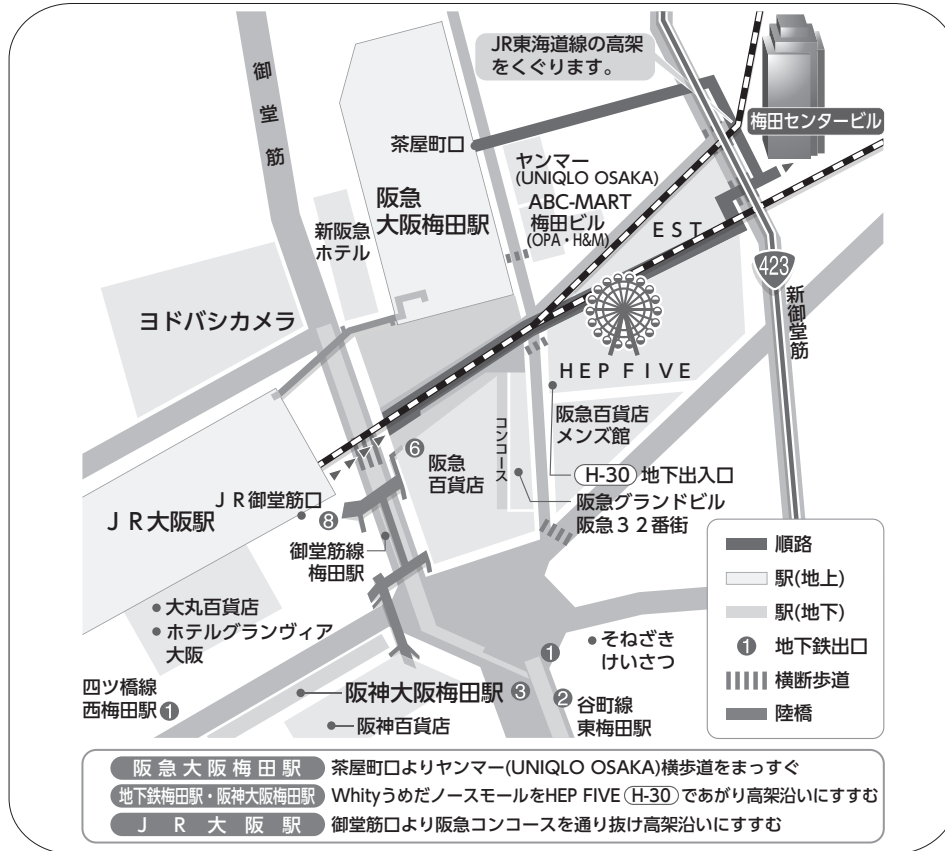 JR東海道線の高架
をくぐります。
御堂筋
梅田センタービル
茶屋町口
ヤンマー
(UNIQLO OSAKA)
ABC-MART
梅田ビル
(OPA・H&M)
阪急
大阪梅田駅
EST
新阪急
ホテル
423
新御堂筋
ヨドバシカメラ
HEP FIVE
阪急百貨店
メンズ館
コンコース
6
阪急
百貨店
H-30 地下出入口
JR御堂筋口
阪急グランドビル
阪急32番街
JR大阪駅
8
御堂筋線
梅田駅
順路
駅(地上)
駅(地下)
1 地下鉄出口
横断歩道
陸橋
●大丸百貨店
●ホテルグランヴィア
大阪
1
●そねざき
けいさつ
四ツ橋線
西梅田駅1
阪神大阪梅田駅3
2 谷町線
東梅田駅
阪神百貨店
阪急大阪梅田駅 茶屋町口よりヤンマー(UNIQLO OSAKA)横歩道をまっすぐ
地下鉄梅田駅・阪神大阪梅田駅 WhityうめだノースモールをHEP FIVE H-30 であがり高架沿いにすすむ
JR大阪駅 御堂筋口より阪急コンコースを通り抜け高架沿いにすすむ